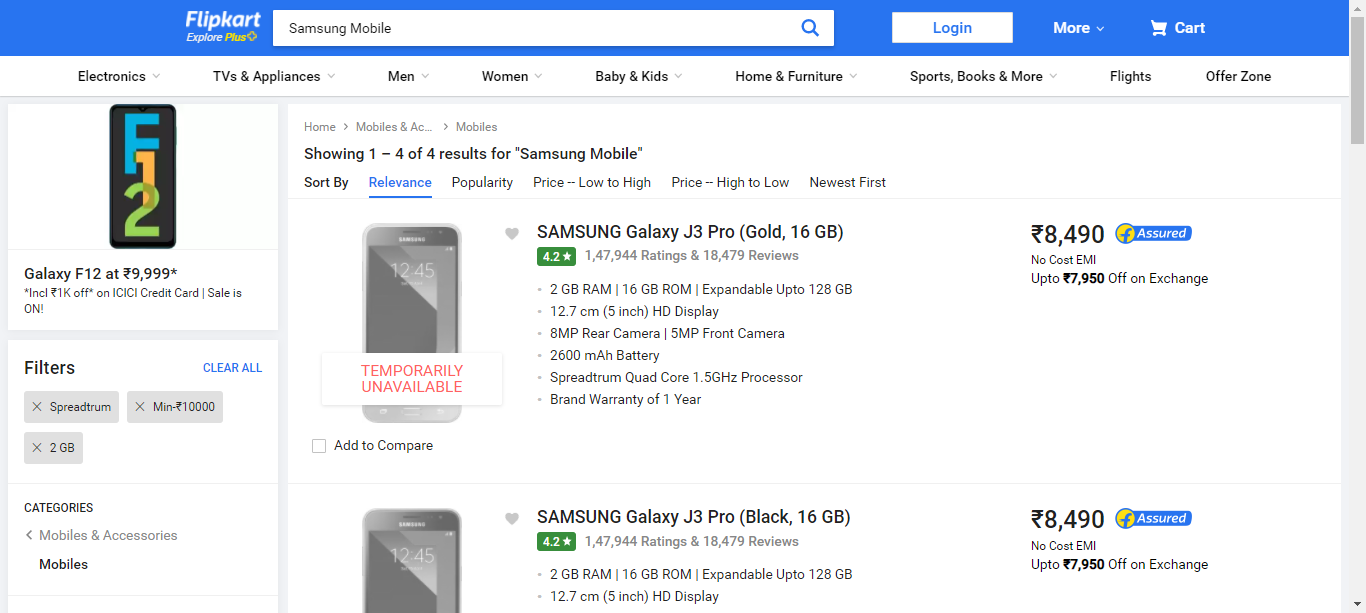 Flipkart
Explore Plus
Samsung Mobile
Login
More
Cart
Electronics
TVs & Appliances
Men
Women
Baby & Kids
Home & Furniture
Sports, Books & More
Flights
Offer Zone
F12
Galaxy F12 at ₹9,999*
*Incl ₹1K off* on ICICI Credit Card | Sale is
ON!
Filters
CLEAR ALL
Spreadtrum
Min-₹10000
2 GB
CATEGORIES
Mobiles & Accessories
Mobiles
Home
Mobiles & Ac...
Mobiles
Showing 1 – 4 of 4 results for "Samsung Mobile"
Sort By
Relevance
Popularity
Price -- Low to High
Price -- High to Low
Newest First
SAMSUNG
12:45
TEMPORARILY
UNAVAILABLE
Add to Compare
SAMSUNG Galaxy J3 Pro (Gold, 16 GB)
4.2★
1,47,944 Ratings & 18,479 Reviews
2 GB RAM | 16 GB ROM | Expandable Upto 128 GB
12.7 cm (5 inch) HD Display
8MP Rear Camera | 5MP Front Camera
2600 mAh Battery
Spreadtrum Quad Core 1.5GHz Processor
Brand Warranty of 1 Year
₹8,490
f Assured
No Cost EMI
Upto ₹7,950 Off on Exchange
SAMSUNG
12:45
SAMSUNG Galaxy J3 Pro (Black, 16 GB)
4.2★
1,47,944 Ratings & 18,479 Reviews
2 GB RAM | 16 GB ROM | Expandable Upto 128 GB
12.7 cm (5 inch) HD Display
₹8,490
f Assured
No Cost EMI
Upto ₹7,950 Off on Exchange